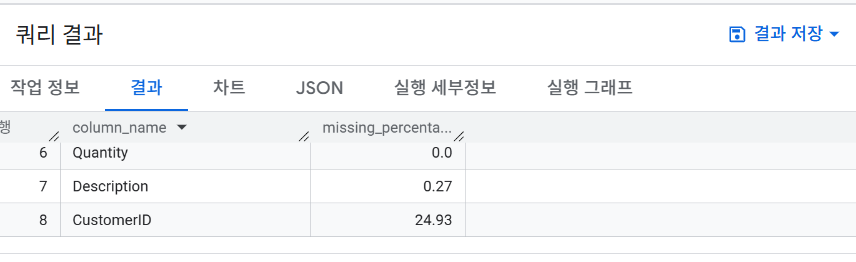 쿼리 결과 결과 저장
작업 정보 결과 차트 JSON 실행 세부정보 실행 그래프
행 column_name missing_percenta...
6 Quantity 0.0
7 Description 0.27
8 CustomerID 24.93